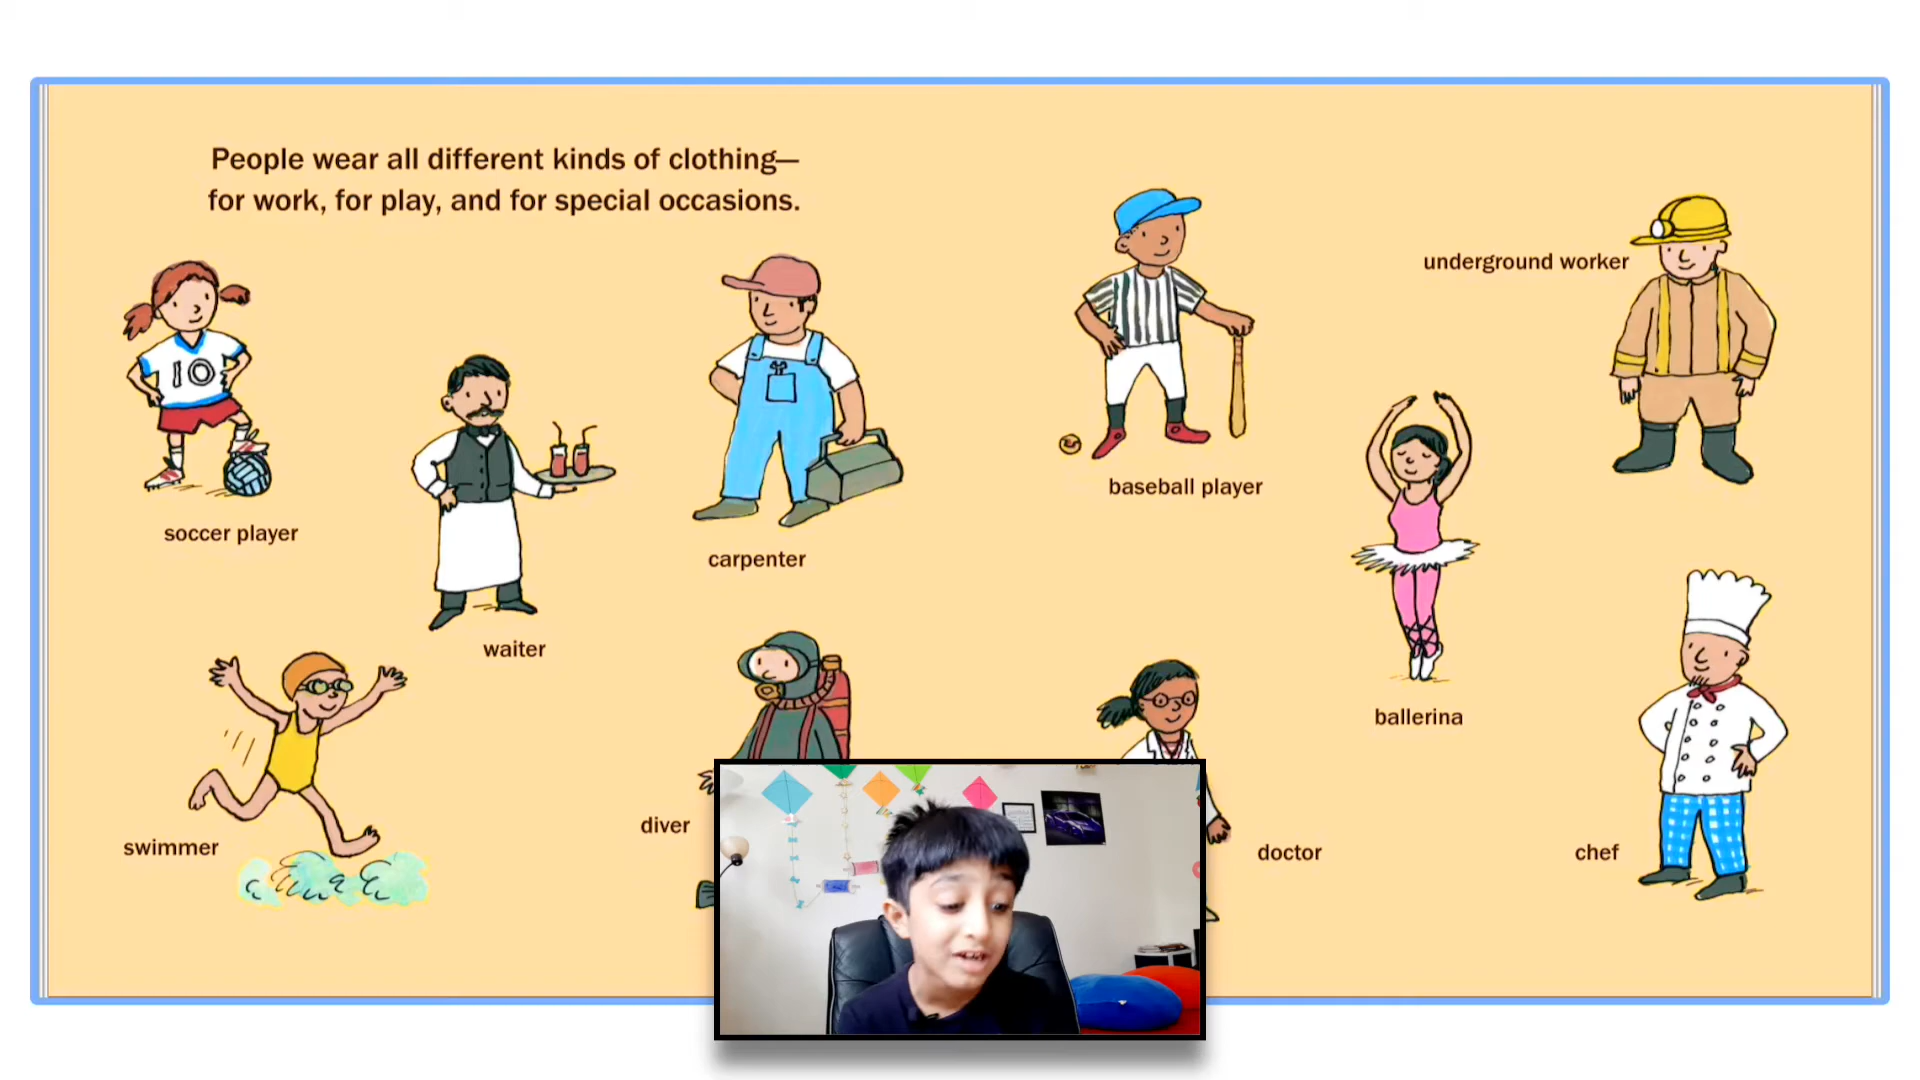 People wear all different kinds of clothing—
for work, for play, and for special occasions.
underground worker
10
soccer player
baseball player
carpenter
waiter
ballerina
swimmer
diver
doctor
chef